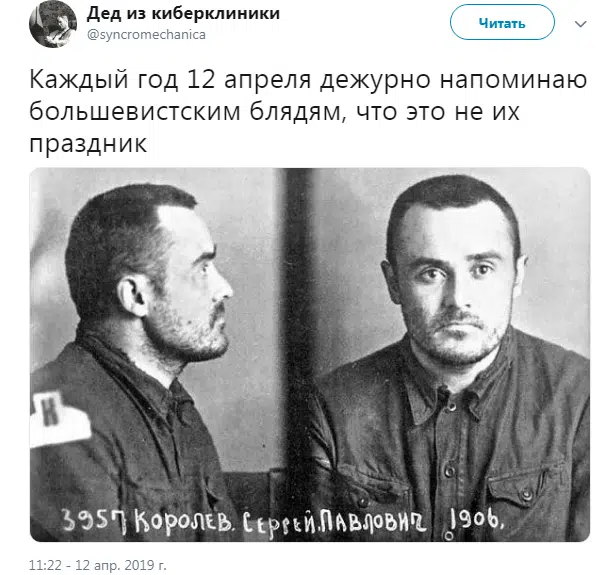 Дед из киберклиники
@syncromechanica
Читать
Каждый год 12 апреля дежурно напоминаю
большевистским блядям, что это не их
праздник
3957 Королев. Сергей.Павлович 1906.
11:22 - 12 апр. 2019 г.